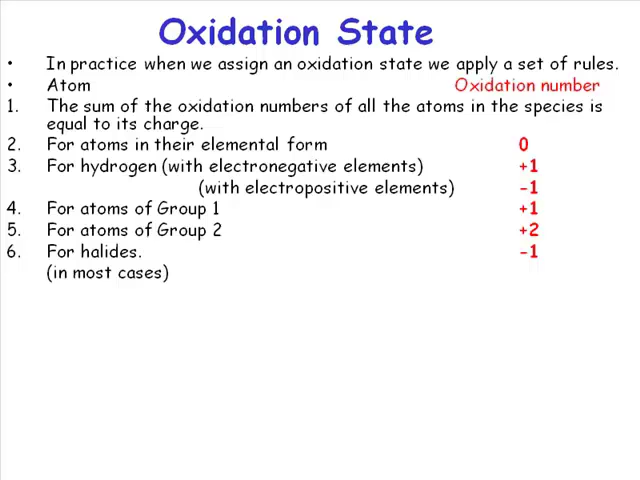 Oxidation State
• In practice when we assign an oxidation state we apply a set of rules.
• Atom Oxidation number
1. The sum of the oxidation numbers of all the atoms in the species is
equal to its charge.
2. For atoms in their elemental form 0
3. For hydrogen (with electronegative elements) +1
(with electropositive elements) -1
4. For atoms of Group 1 +1
5. For atoms of Group 2 +2
6. For halides. -1
(in most cases)